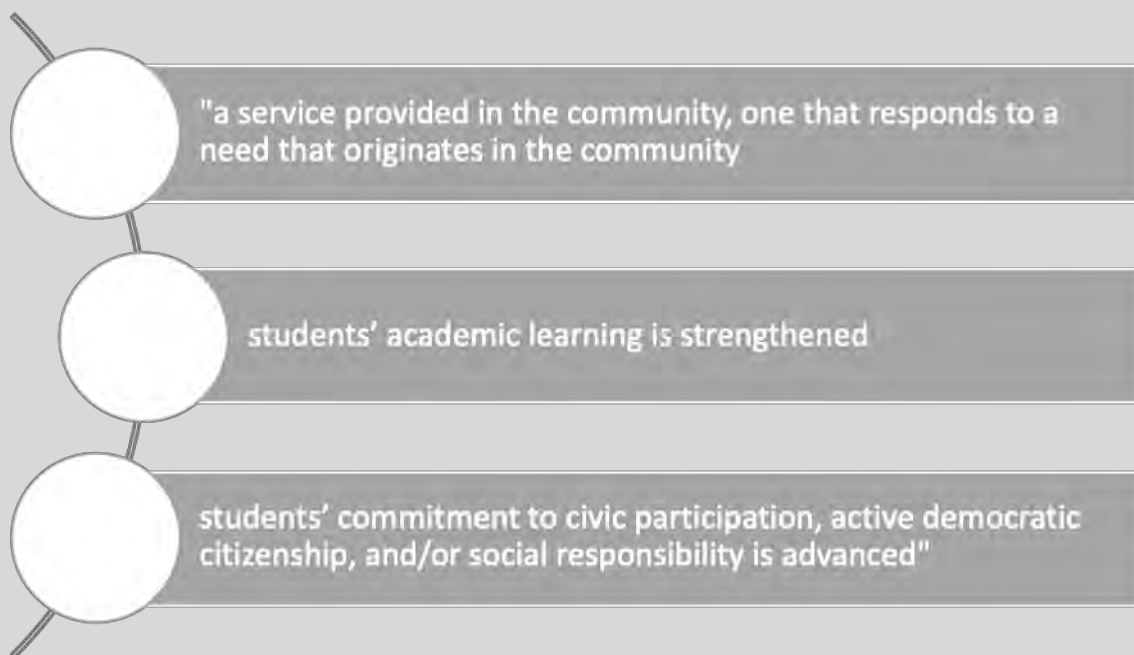 "a service provided in the community, one that responds to a
need that originates in the community
students’ academic learning is strengthened
students’ commitment to civic participation, active democratic
citizenship, and/or social responsibility is advanced"